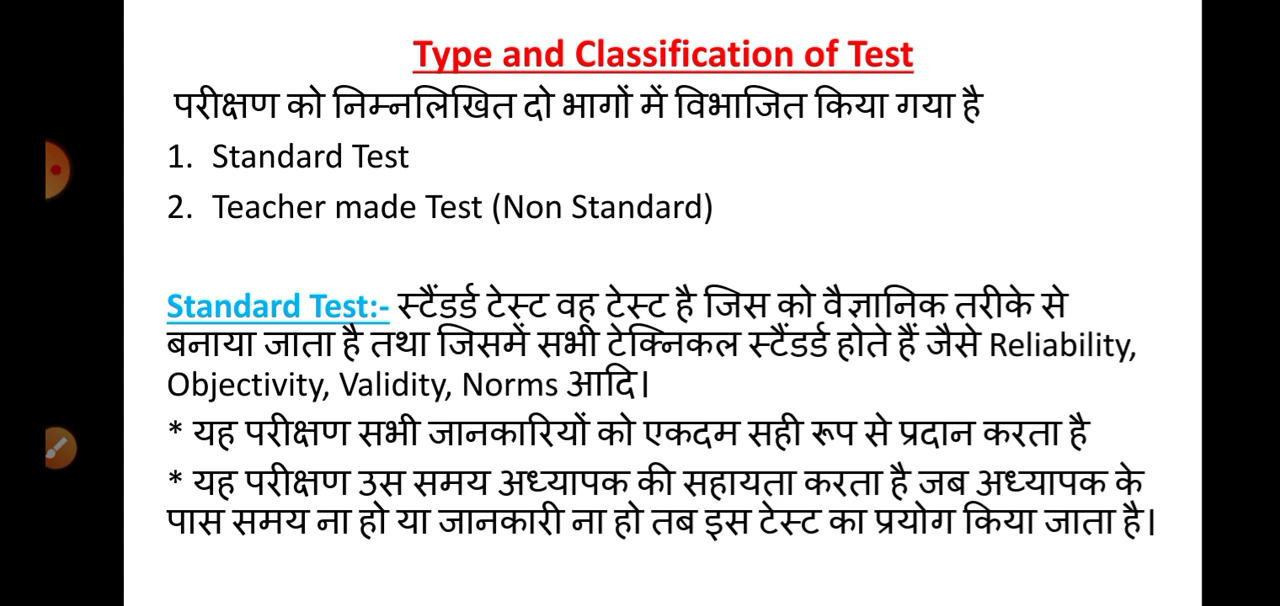 Type and Classification of Test
परीक्षण को निम्नलिखित दो भागों में विभाजित किया गया है
1. Standard Test
2. Teacher made Test (Non Standard)
Standard Test:- स्टैंडर्ड टेस्ट वह टेस्ट है जिस को वैज्ञानिक तरीके से
बनाया जाता है तथा जिसमें सभी टेक्निकल स्टैंडर्ड होते हैं जैसे Reliability,
Objectivity, Validity, Norms आदि।
* यह परीक्षण सभी जानकारियों को एकदम सही रूप से प्रदान करता है
* यह परीक्षण उस समय अध्यापक की सहायता करता है जब अध्यापक के
पास समय ना हो या जानकारी ना हो तब इस टेस्ट का प्रयोग किया जाता है।